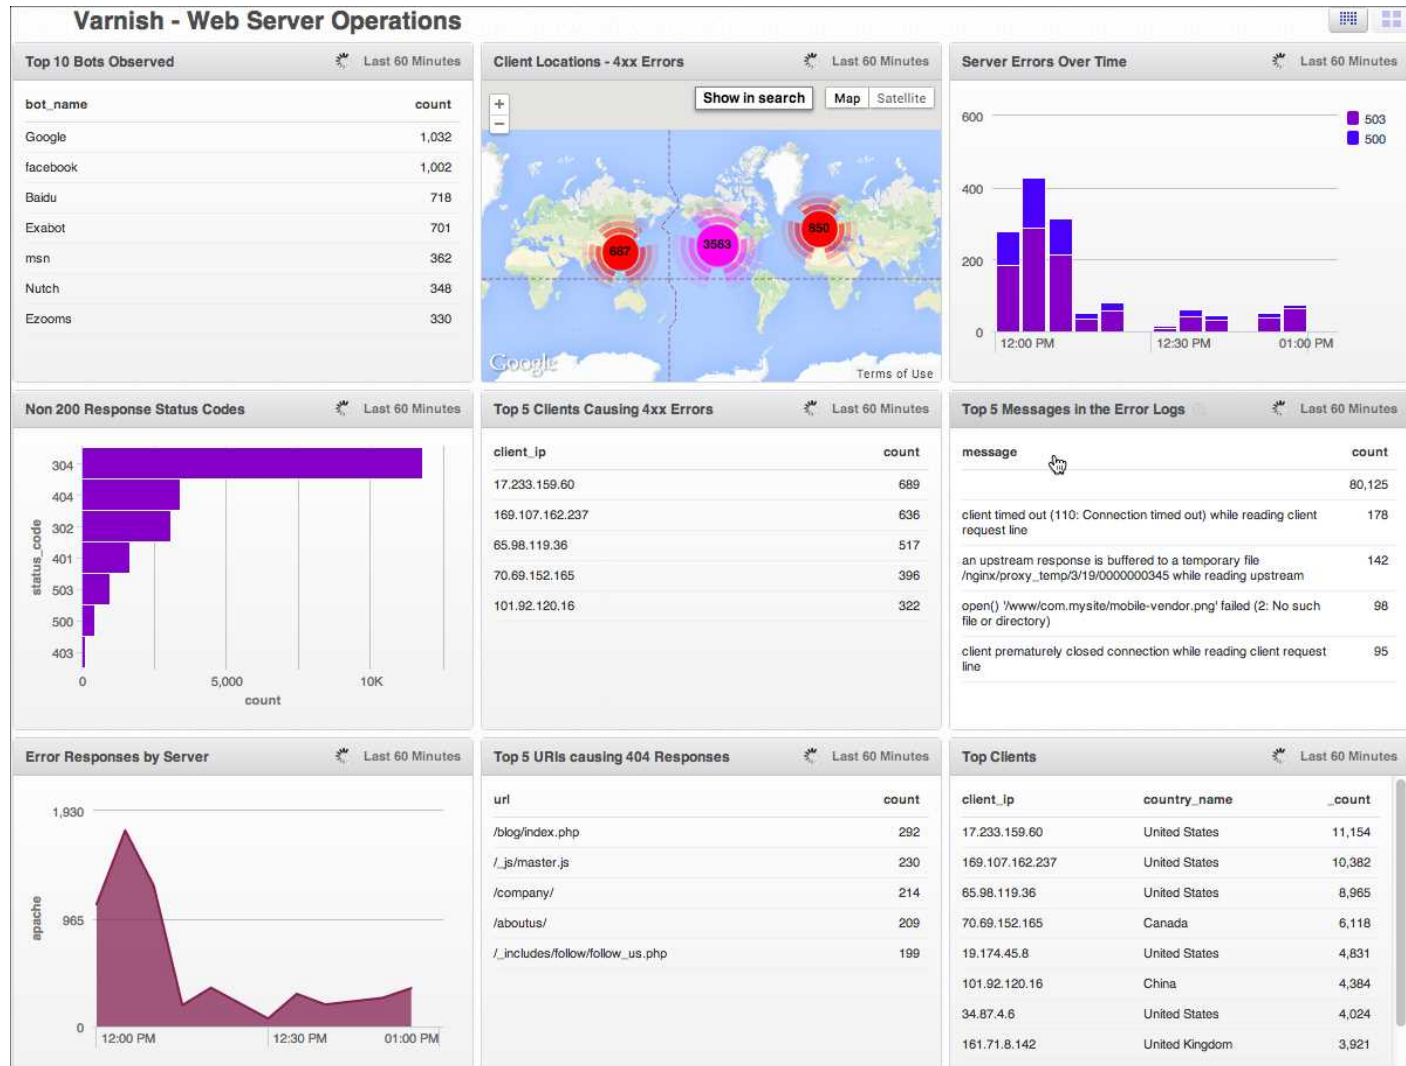 Varnish - Web Server Operations
Top 10 Bots Observed Last 60 Minutes
bot_name count
Google 1,032
facebook 1,002
Baidu 718
Exabot 701
msn 362
Nutch 348
Ezooms 330
Client Locations - 4xx Errors Last 60 Minutes
+ Show in search Map Satellite
−
687 3563 850
Google Terms of Use
Server Errors Over Time Last 60 Minutes
600
503
500
400
200
0
12:00 PM 12:30 PM 01:00 PM
Non 200 Response Status Codes Last 60 Minutes
status_code
304
404
302
401
503
500
403
0 5,000 10K
count
Top 5 Clients Causing 4xx Errors Last 60 Minutes
client_ip count
17.233.159.60 689
169.107.162.237 636
65.98.119.36 517
70.69.152.165 396
101.92.120.16 322
Top 5 Messages in the Error Logs Last 60 Minutes
message count
80,125
client timed out (110: Connection timed out) while reading client 178
request line
an upstream response is buffered to a temporary file 142
/nginx/proxy_temp/3/19/0000000345 while reading upstream
open() '/www/com.mysite/mobile-vendor.png' failed (2: No such 98
file or directory)
client prematurely closed connection while reading client request 95
line
Error Responses by Server Last 60 Minutes
1,930
apache
965
0
12:00 PM 12:30 PM 01:00 PM
Top 5 URIs causing 404 Responses Last 60 Minutes
url count
/blog/index.php 292
/_js/master.js 230
/company/ 214
/aboutus/ 209
/_includes/follow/follow_us.php 199
Top Clients Last 60 Minutes
client_ip country_name _count
17.233.159.60 United States 11,154
169.107.162.237 United States 10,382
65.98.119.36 United States 8,965
70.69.152.165 Canada 6,118
19.174.45.8 United States 4,831
101.92.120.16 China 4,384
34.87.4.6 United States 4,024
161.71.8.142 United Kingdom 3,921